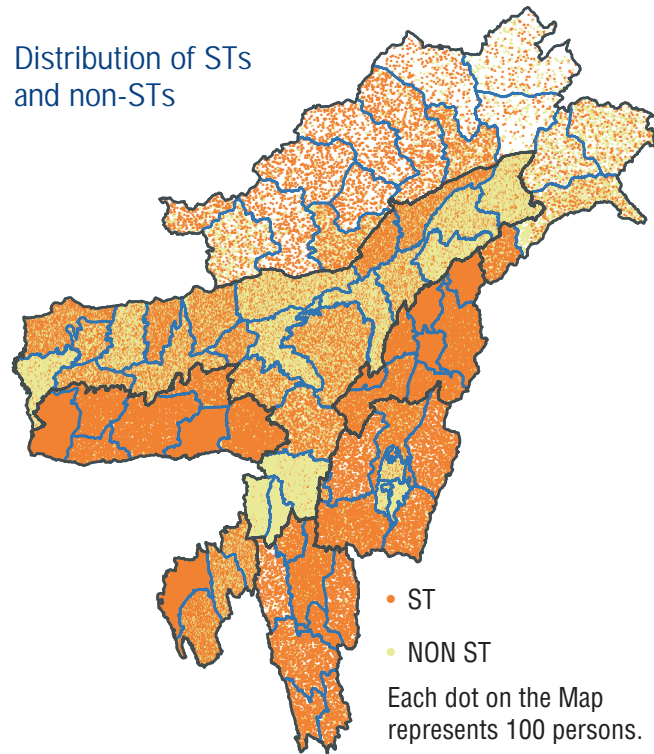 Distribution of STs
and non-STs
• ST
• NON ST
Each dot on the Map
represents 100 persons.